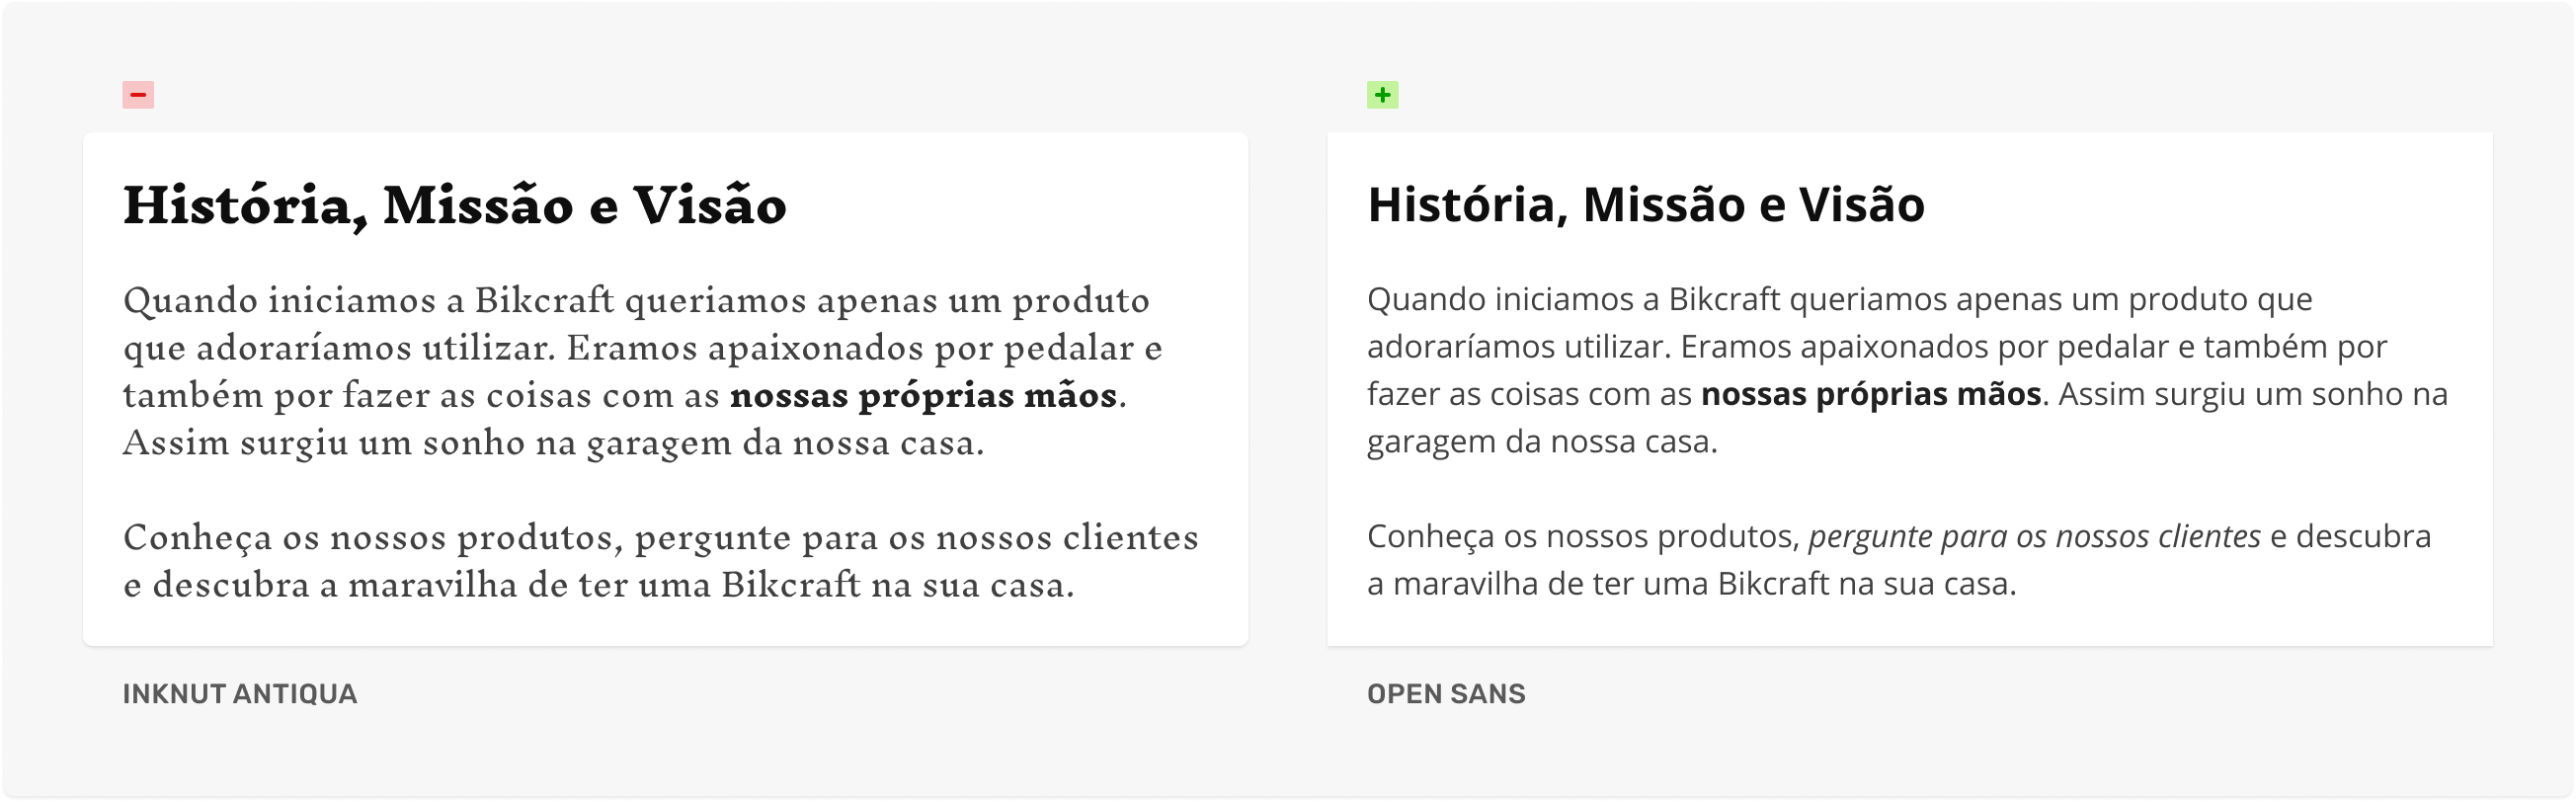 História, Missão e Visão
Quando iniciamos a Bikcraft queriamos apenas um produto
que adoraríamos utilizar. Eramos apaixonados por pedalar e
também por fazer as coisas com as nossas próprias mãos.
Assim surgiu um sonho na garagem da nossa casa.
Conheça os nossos produtos, pergunte para os nossos clientes
e descubra a maravilha de ter uma Bikcraft na sua casa.
INKNUT ANTIQUA
História, Missão e Visão
Quando iniciamos a Bikcraft queriamos apenas um produto que
adoraríamos utilizar. Eramos apaixonados por pedalar e também por
fazer as coisas com as nossas próprias mãos. Assim surgiu um sonho na
garagem da nossa casa.
Conheça os nossos produtos, pergunte para os nossos clientes e descubra
a maravilha de ter uma Bikcraft na sua casa.
OPEN SANS